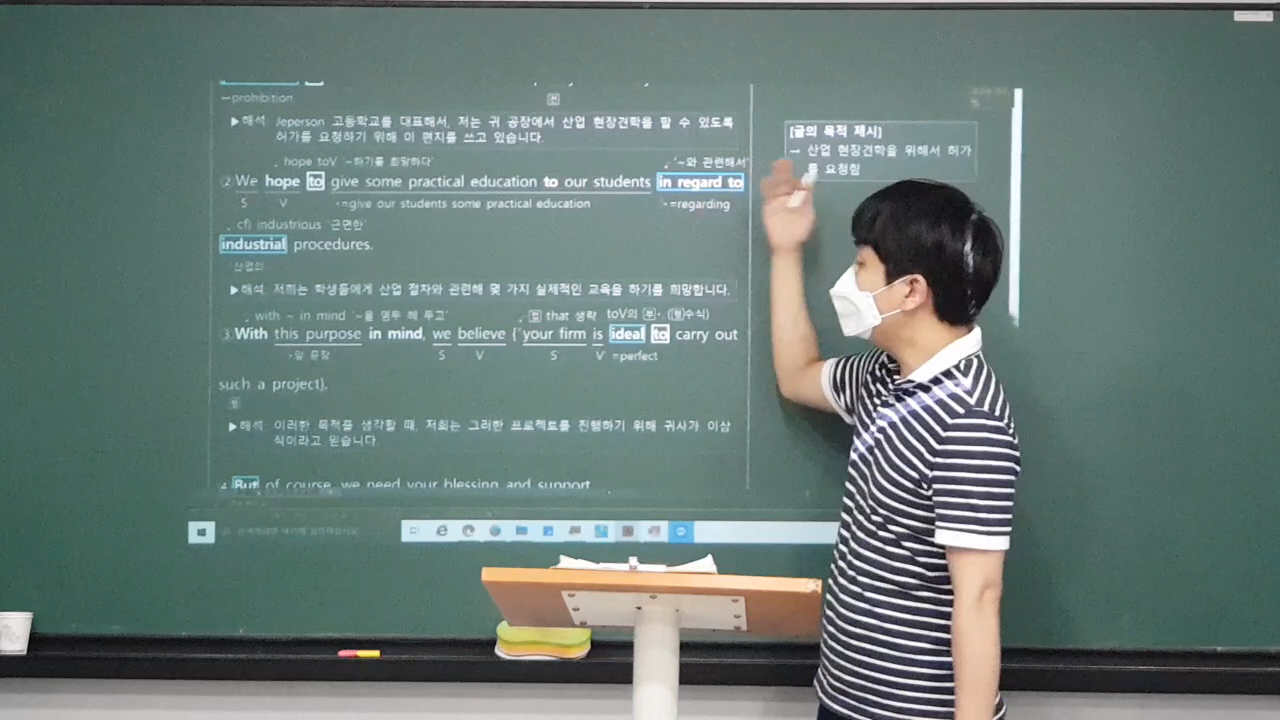 prohibition
▶해석: Jeperson 고등학교를 대표해서, 저는 귀 공장에서 산업 현장견학을 할 수 있도록
허가를 요청하기 위해 이 편지를 쓰고 있습니다.
[글의 목적 제시]
→ 산업 현장견학을 위해서 허가
를 요청함
hope toV '~하기를 희망하다' '~와 관련해서'
② We hope to give some practical education to our students in regard to
S V =give our students some practical education =regarding
cf) industrious '근면한'
industrial procedures.
'산업의'
▶해석: 저희는 학생들에게 산업 절차와 관련해 몇 가지 실제적인 교육을 하기를 희망합니다.
with ~ in mind '~을 염두 해 두고' that 생략 toV의
③ With this purpose in mind, we believe {your firm is ideal to carry out
앞 문장 S V S' V' =perfect
such a project}.
▶해석: 이러한 목적을 생각할 때, 저희는 그러한 프로젝트를 진행하기 위해 귀사가 이상
식이라고 믿습니다.
But of course, we need your blessing and support